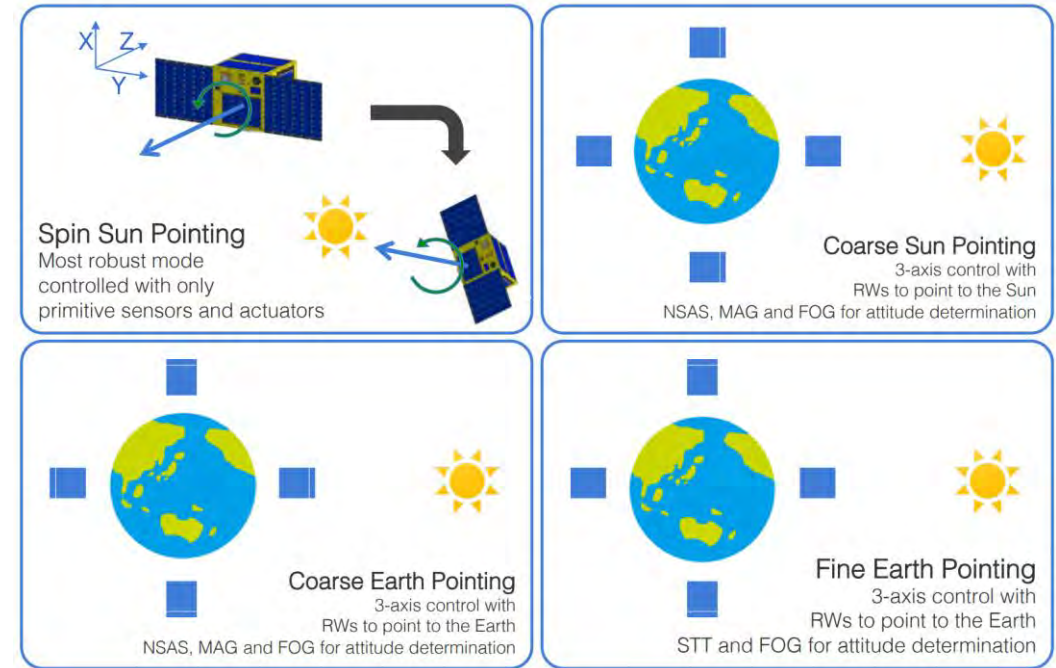 X
Z
Y
Spin Sun Pointing
Most robust mode
controlled with only
primitive sensors and actuators
Coarse Sun Pointing
3-axis control with
RWs to point to the Sun
NSAS, MAG and FOG for attitude determination
Coarse Earth Pointing
3-axis control with
RWs to point to the Earth
NSAS, MAG and FOG for attitude determination
Fine Earth Pointing
3-axis control with
RWs to point to the Earth
STT and FOG for attitude determination